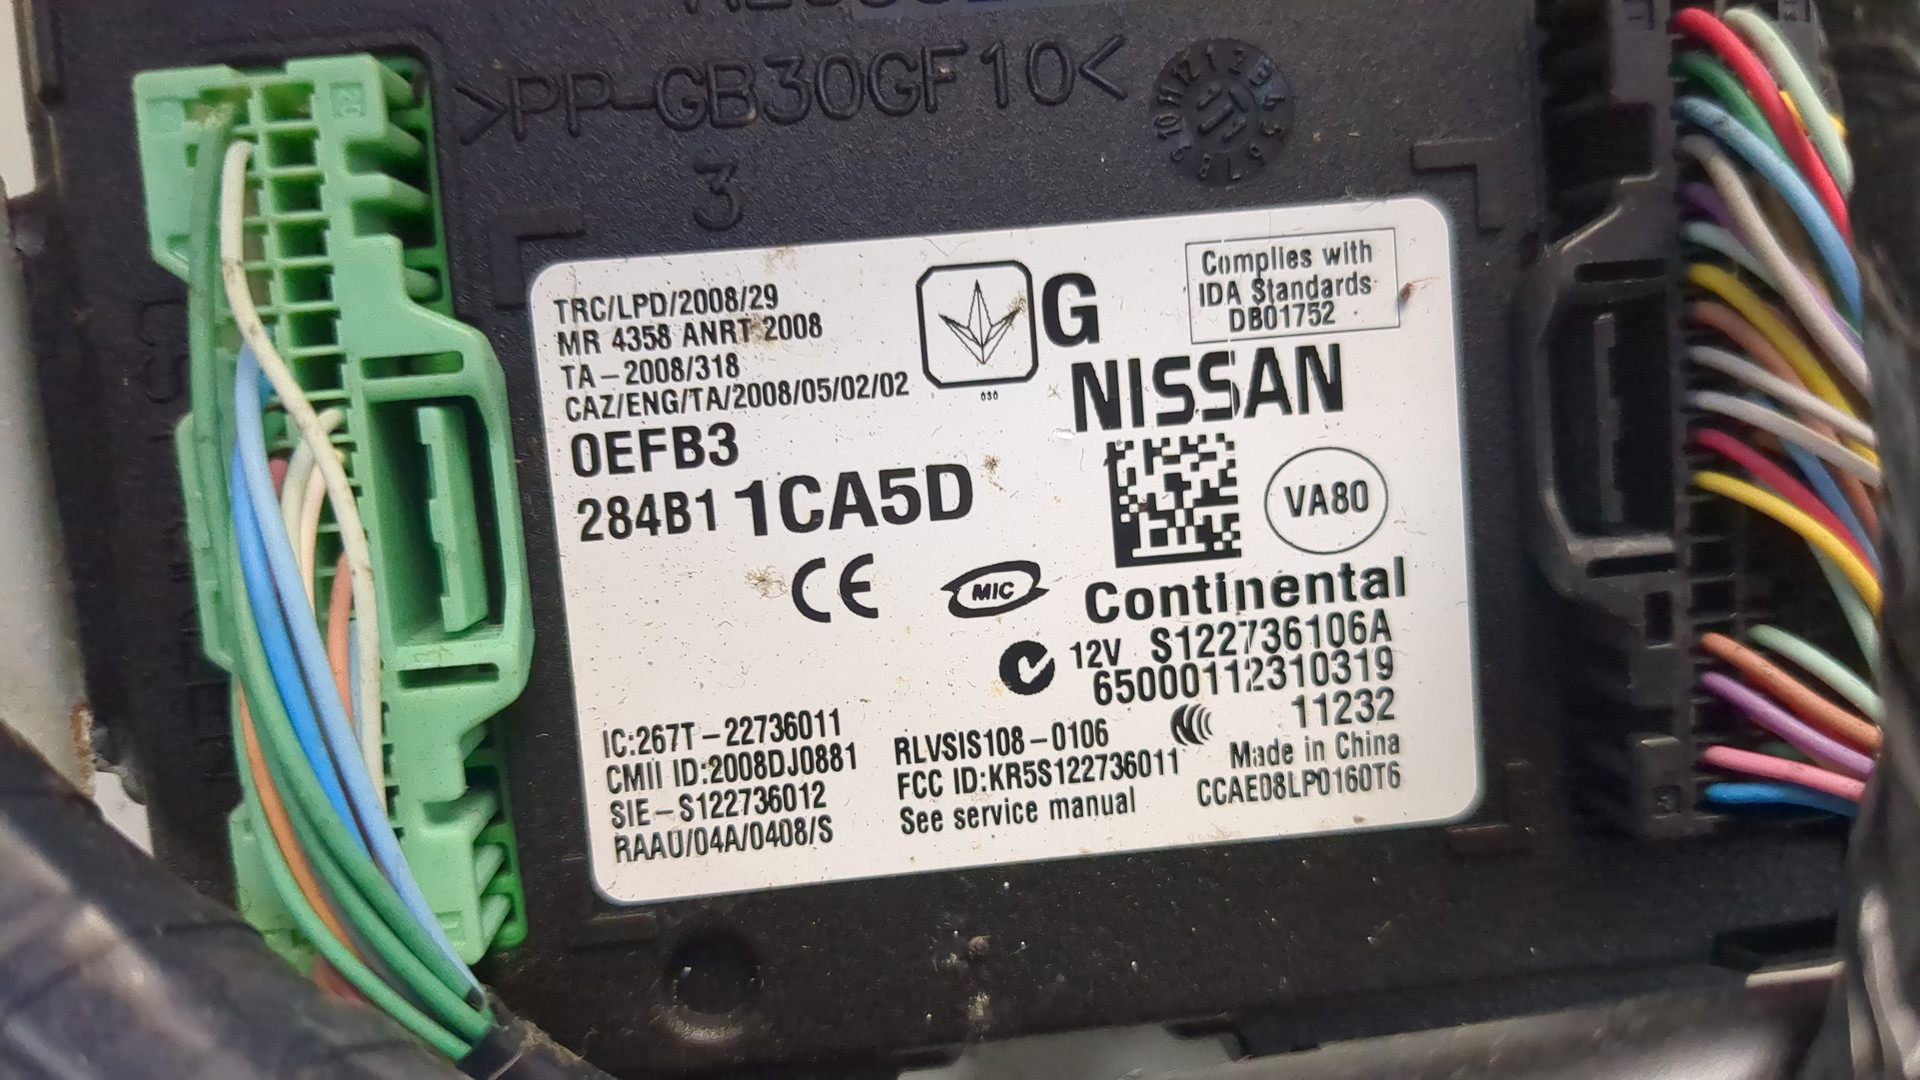 >PP-GB30GF10<
3
TRC/LPD/2008/29
MR 4358 ANRT 2008
TA-2008/318
CAZ/ENG/TA/2008/05/02/02
030
G
Complies with
IDA Standards
DB01752
NISSAN
0EFB3
284B1 1CA5D
VA80
CE
MIC
Continental
12V S122736106A
65000112310319
11232
IC:267T-22736011
CMII ID:2008DJ0881
SIE-S122736012
RAAU/04A/0408/S
RLVSIS108-0106
FCC ID:KR5S122736011
See service manual
Made in China
CCAE08LP0160T6